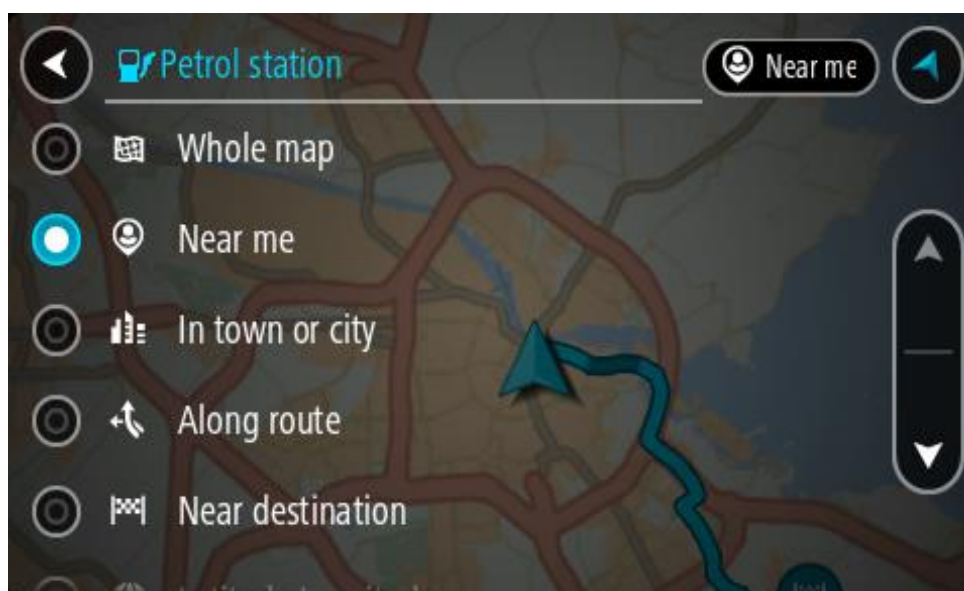 Petrol station
Near me
Whole map
Near me
In town or city
Along route
Near destination